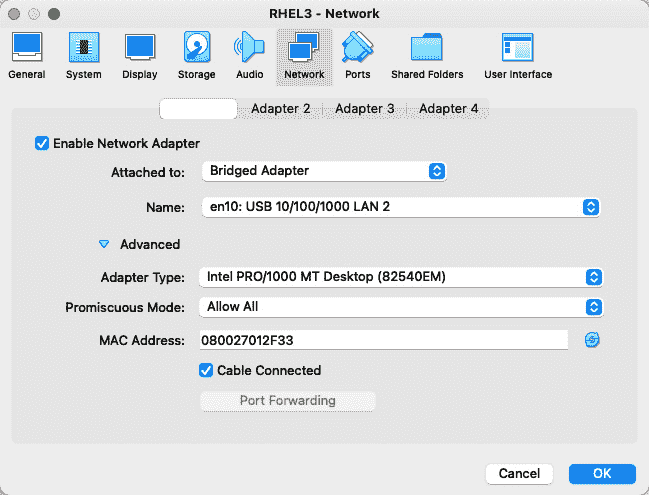 RHEL3 - Network
General System Display Storage Audio Network Ports Shared Folders User Interface
Adapter 2 Adapter 3 Adapter 4
Enable Network Adapter
Attached to: Bridged Adapter
Name: en10: USB 10/100/1000 LAN 2
Advanced
Adapter Type: Intel PRO/1000 MT Desktop (82540EM)
Promiscuous Mode: Allow All
MAC Address: 080027012F33
Cable Connected
Port Forwarding
Cancel OK